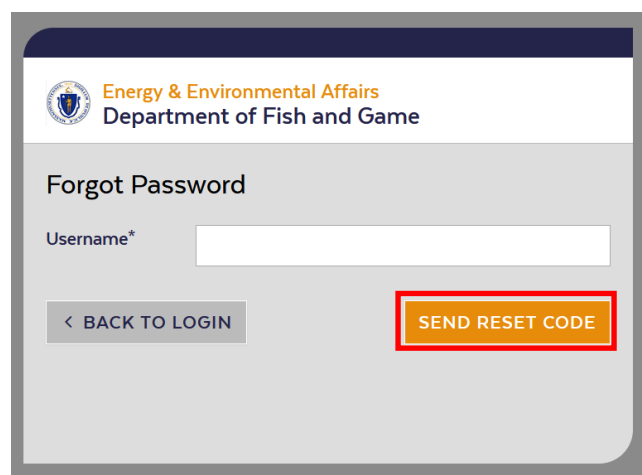 Energy & Environmental Affairs
Department of Fish and Game
Forgot Password
Username*
< BACK TO LOGIN
SEND RESET CODE